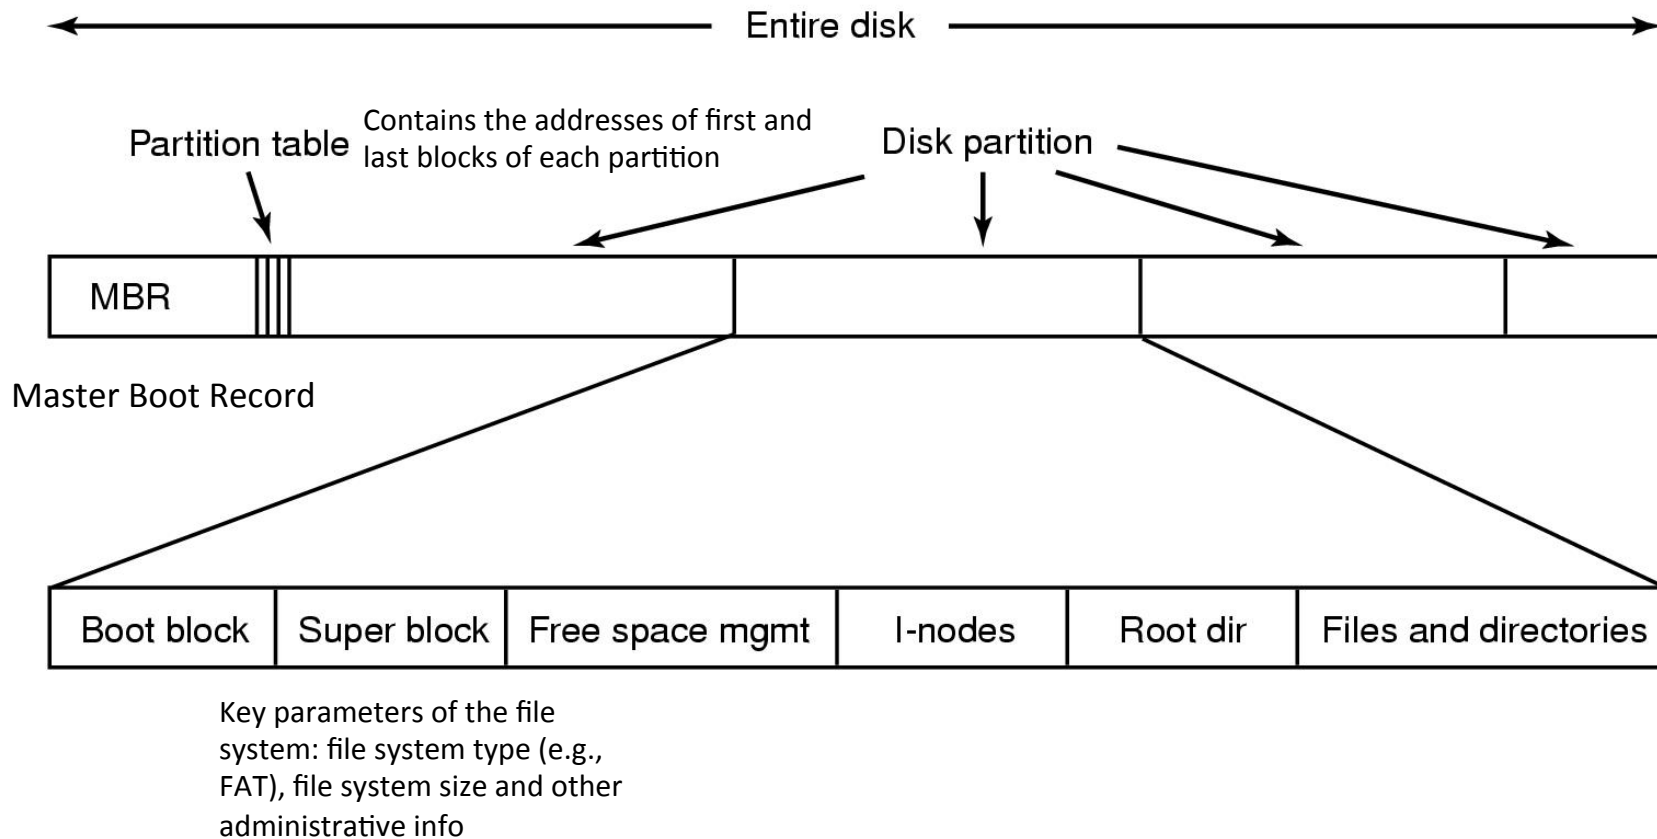 Entire disk
Partition table
Contains the addresses of first and
last blocks of each partition
Disk partition
MBR
Master Boot Record
Boot block
Super block
Free space mgmt
I-nodes
Root dir
Files and directories
Key parameters of the file
system: file system type (e.g.,
FAT), file system size and other
administrative info